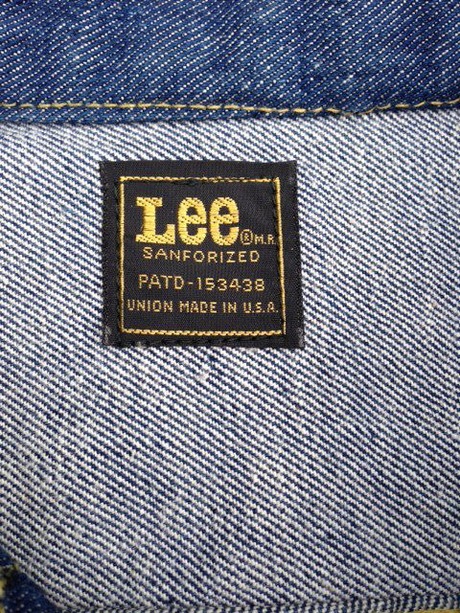 Lee® M.R.
SANFORIZED
PATD-153438
UNION MADE IN U.S.A.